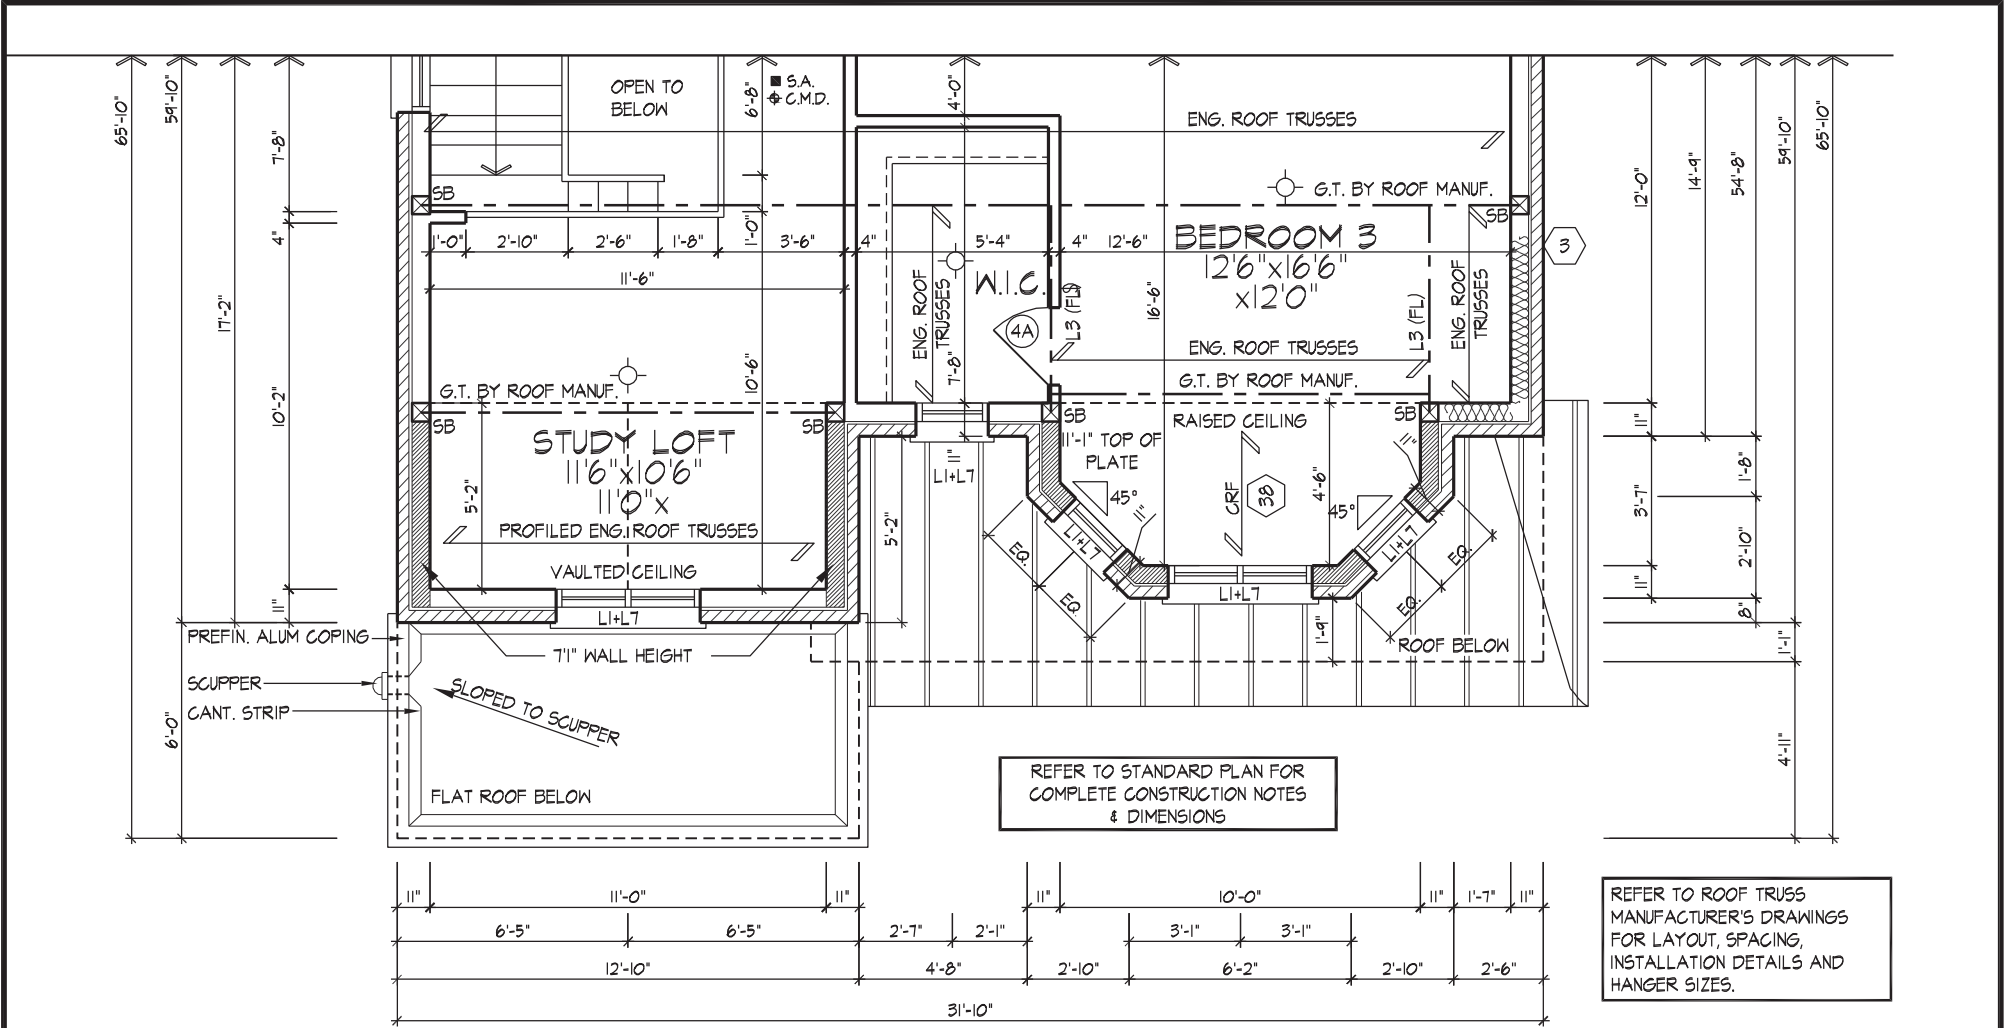 OPEN TO
BELOW
S.A.
C.M.D.
6'-8"
4'-0"
ENG. ROOF TRUSSES
65'-10"
59'-10"
7'-8"
4"
17'-2"
10'-2"
11"
6'-0"
12'-0"
14'-9"
54'-8"
59'-10"
65'-10"
SB
G.T. BY ROOF MANUF.
SB
1'-0"
2'-10"
2'-6"
1'-8"
1'-0"
3'-6"
4"
5'-4"
4"
12'-6"
BEDROOM 3
12'6"x16'6"
x12'0"
3
11'-6"
ENG. ROOF
TRUSSES
W.I.C.
L3 (FL)
16'-6"
L3 (FL)
ENG. ROOF
TRUSSES
4A
7'-8"
10'-6"
ENG. ROOF TRUSSES
G.T. BY ROOF MANUF.
G.T. BY ROOF MANUF.
SB
SB
SB
SB
RAISED CEILING
STUDY LOFT
11'6"x10'6"
11'0"x
11'-1" TOP OF
PLATE
11"
L1+L7
11"
45°
11"
CRF
38
4'-6"
45°
5'-2"
5'-2"
PROFILED ENG. ROOF TRUSSES
VAULTED CEILING
L1+L7
L1+L7
L1+L7
L1+L7
EQ.
EQ.
EQ.
EQ.
1'-9"
ROOF BELOW
11"
1'-8"
3'-7"
2'-10"
11"
8"
1'-1"
4'-11"
PREFIN. ALUM COPING
7'1" WALL HEIGHT
SCUPPER
CANT. STRIP
SLOPED TO SCUPPER
FLAT ROOF BELOW
REFER TO STANDARD PLAN FOR
COMPLETE CONSTRUCTION NOTES
& DIMENSIONS
REFER TO ROOF TRUSS
MANUFACTURER'S DRAWINGS
FOR LAYOUT, SPACING,
INSTALLATION DETAILS AND
HANGER SIZES.
11"
11'-0"
11"
11"
10'-0"
11"
1'-7"
11"
6'-5"
6'-5"
2'-7"
2'-1"
3'-1"
3'-1"
12'-10"
4'-8"
2'-10"
6'-2"
2'-10"
2'-6"
31'-10"